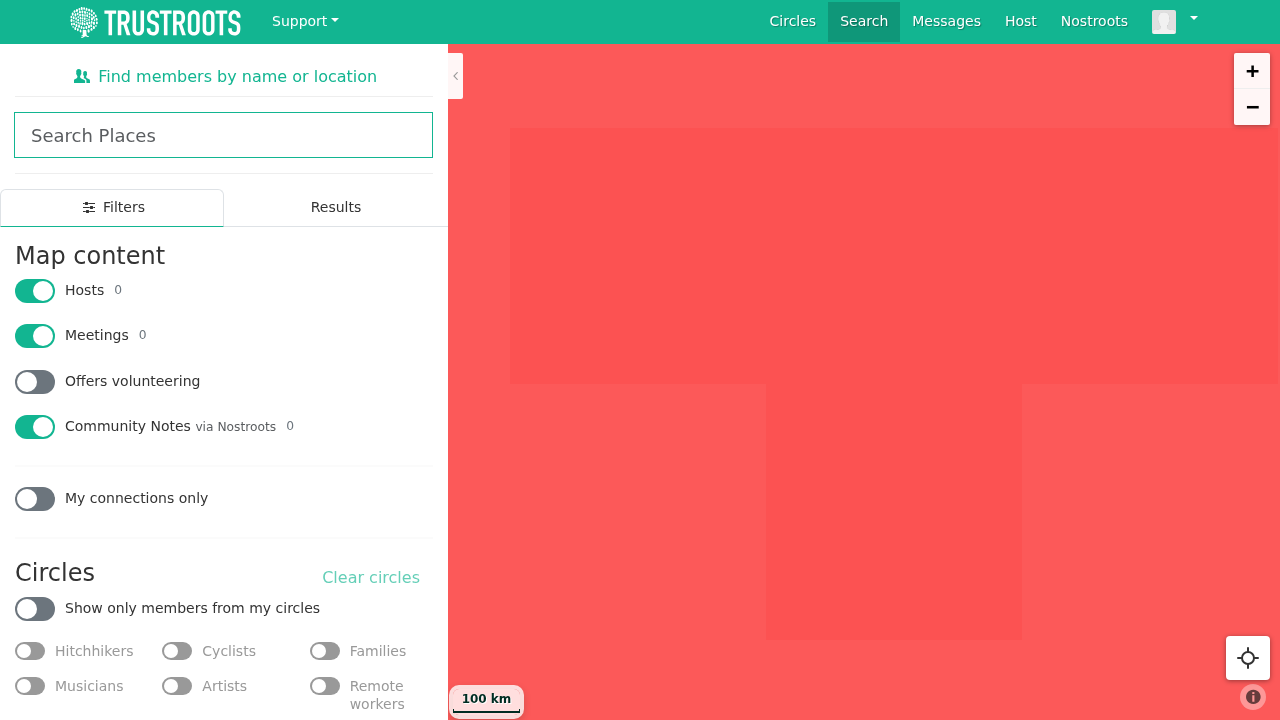 TRUSTROOTS
Support
Circles
Search
Messages
Host
Nostroots
Find members by name or location
Search Places
Filters
Results
Map content
Hosts 0
Meetings 0
Offers volunteering
Community Notes via Nostroots 0
My connections only
Circles
Clear circles
Show only members from my circles
Hitchhikers
Cyclists
Families
Musicians
Artists
Remote
workers
+
−
100 km